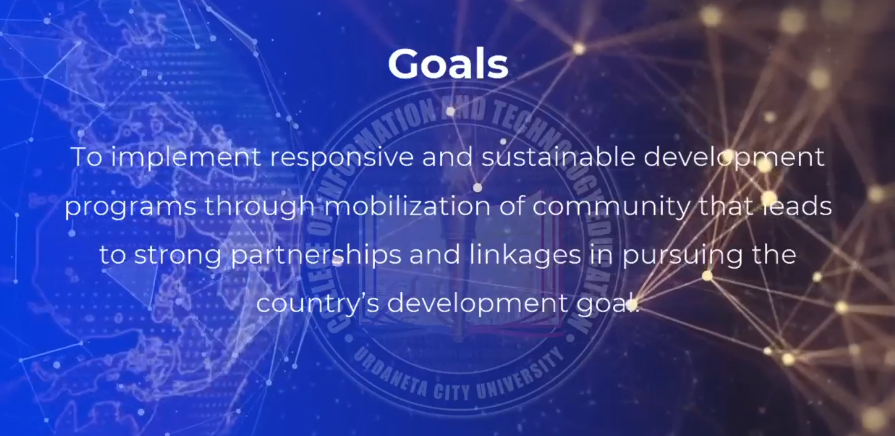 Goals
To implement responsive and sustainable development
programs through mobilization of community that leads
to strong partnerships and linkages in pursuing the
country's development goal.
COLLEGE OF INFORMATION AND TECHNOLOGY EDUCATION
URDANETA CITY UNIVERSITY